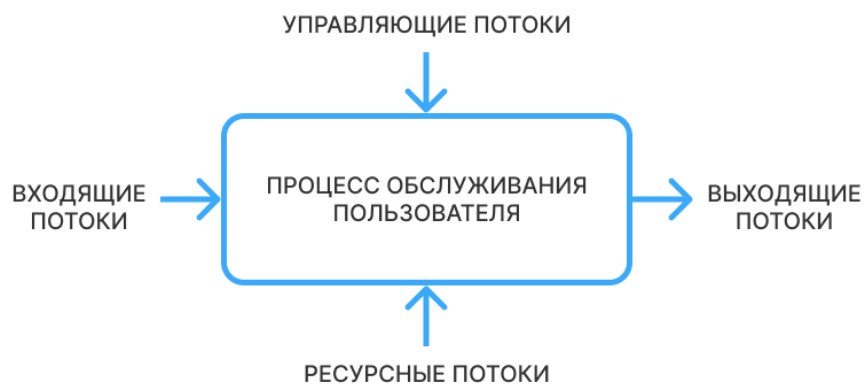 УПРАВЛЯЮЩИЕ ПОТОКИ
ВХОДЯЩИЕ
ПОТОКИ
ПРОЦЕСС ОБСЛУЖИВАНИЯ
ПОЛЬЗОВАТЕЛЯ
ВЫХОДЯЩИЕ
ПОТОКИ
РЕСУРСНЫЕ ПОТОКИ